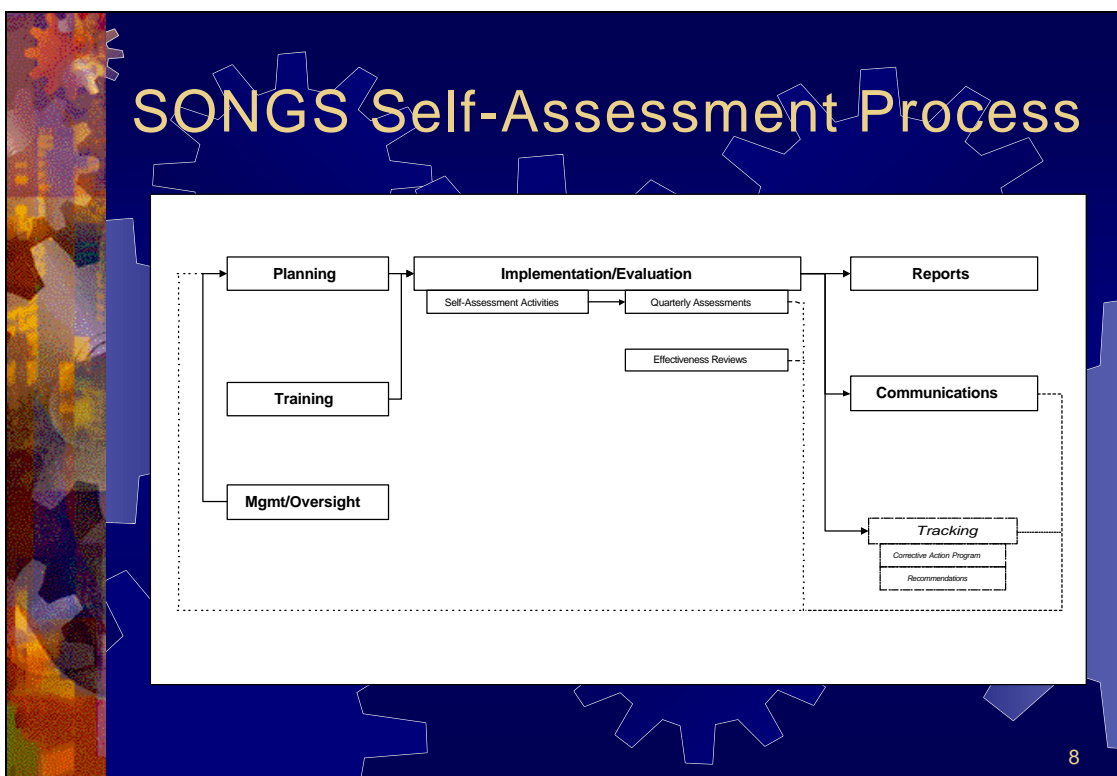 SONGS Self-Assessment Process
Planning
Implementation/Evaluation
Reports
Self-Assessment Activities
Quarterly Assessments
Effectiveness Reviews
Training
Communications
Mgmt/Oversight
Tracking
Corrective Action Program
Recommendations
8